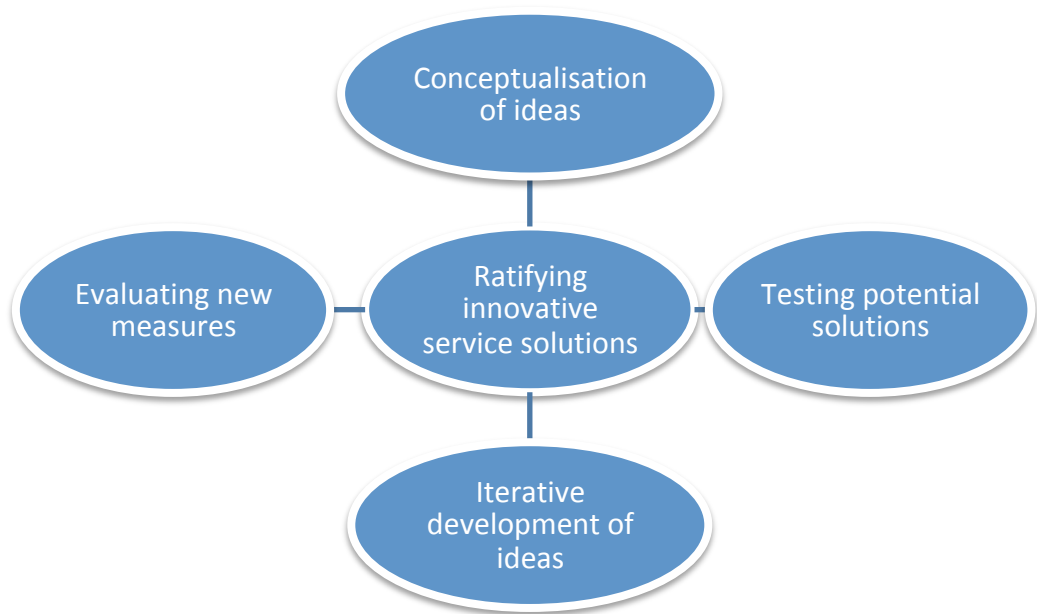 Conceptualisation
of ideas
Evaluating new
measures
Ratifying
innovative
service solutions
Testing potential
solutions
Iterative
development of
ideas